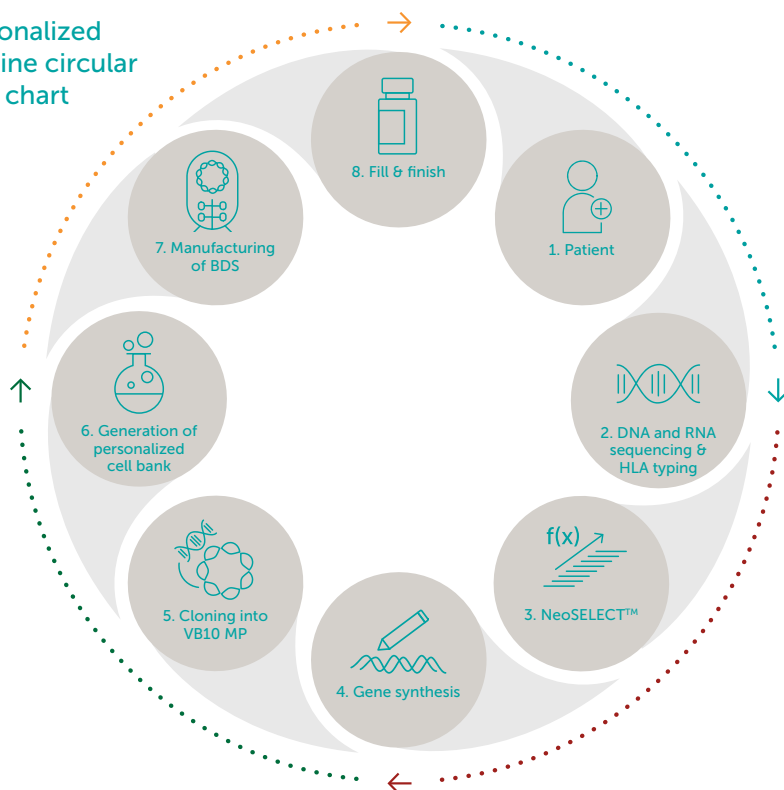 onalized
ine circular
chart
8. Fill & finish
1. Patient
2. DNA and RNA
sequencing &
HLA typing
f(x)
3. NeoSELECT™
4. Gene synthesis
5. Cloning into
VB10 MP
6. Generation of
personalized
cell bank
7. Manufacturing
of BDS